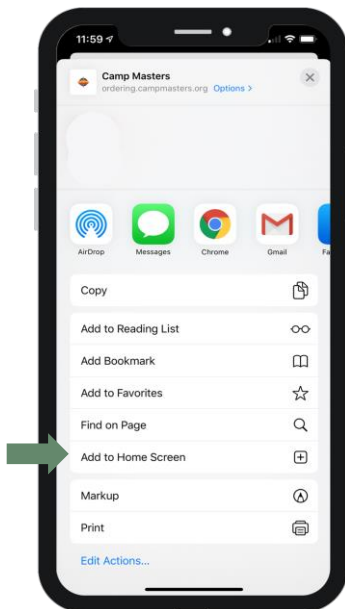 11:59
Camp Masters
ordering.campmasters.org Options >
AirDrop Messages Chrome Gmail Fa
Copy
Add to Reading List
Add Bookmark
Add to Favorites
Find on Page
Add to Home Screen
Markup
Print
Edit Actions...